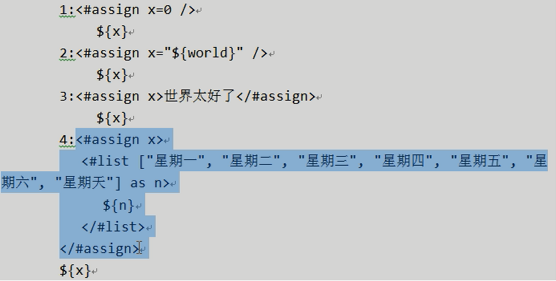 1:<#assign x=0 />
${x}
2:<#assign x="${world}" />
${x}
3:<#assign x>世界太好了</#assign>
${x}
4:<#assign x>
<#list ["星期一", "星期二", "星期三", "星期四", "星期五", "星
期六", "星期天"] as n>
${n}
</#list>
</#assign>
${x}